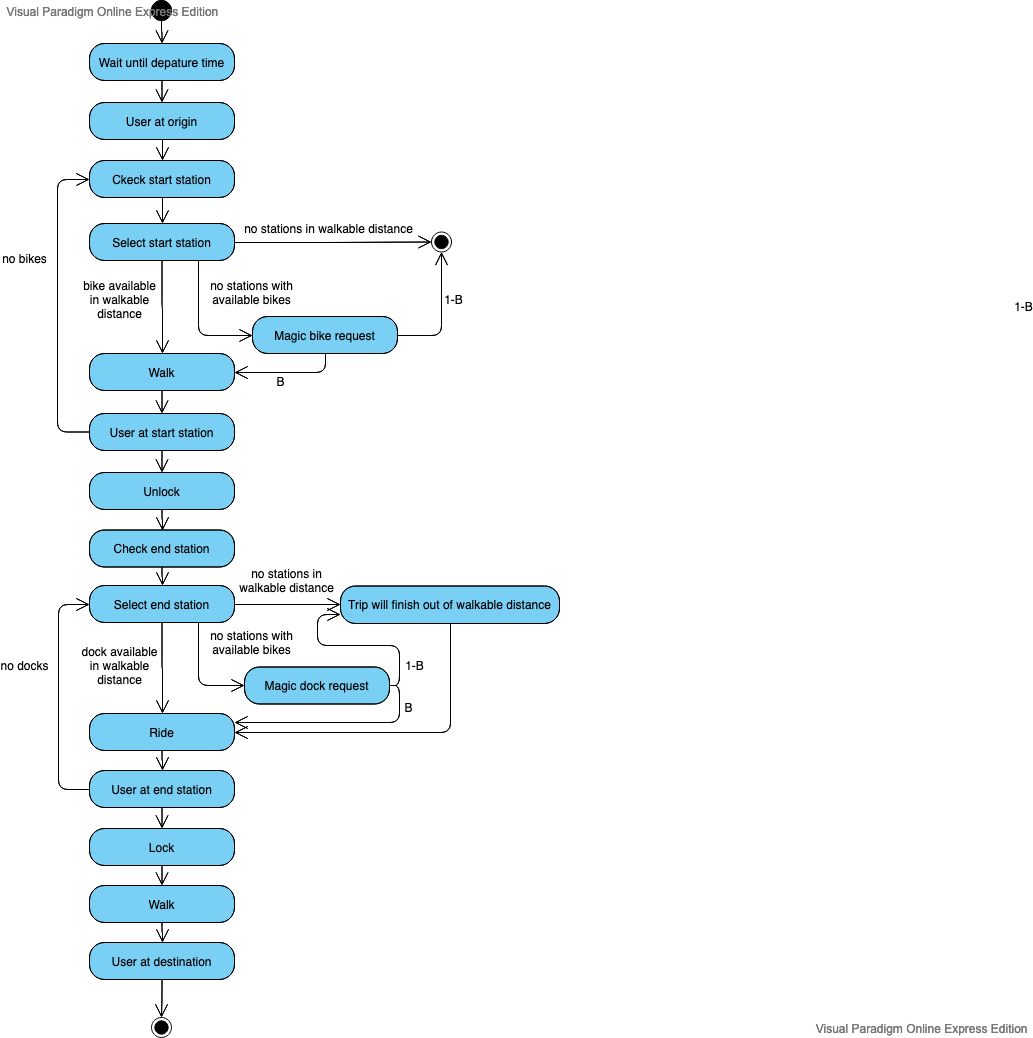 Visual Paradigm Online Express Edition
Wait until depature time
User at origin
Ckeck start station
Select start station
no stations in walkable distance
no bikes
bike available
in walkable
distance
no stations with
available bikes
1-B
1-B
Magic bike request
Walk
B
User at start station
Unlock
Check end station
no stations in
walkable distance
Select end station
Trip will finish out of walkable distance
no docks
dock available
in walkable
distance
no stations with
available bikes
1-B
Magic dock request
B
Ride
User at end station
Lock
Walk
User at destination
Visual Paradigm Online Express Edition